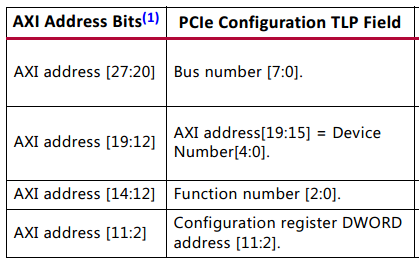 AXI Address Bits(1) PCIe Configuration TLP Field
AXI address [27:20] Bus number [7:0].
AXI address [19:12] AXI address[19:15] = Device
Number[4:0].
AXI address [14:12] Function number [2:0].
AXI address [11:2] Configuration register DWORD
address [11:2].